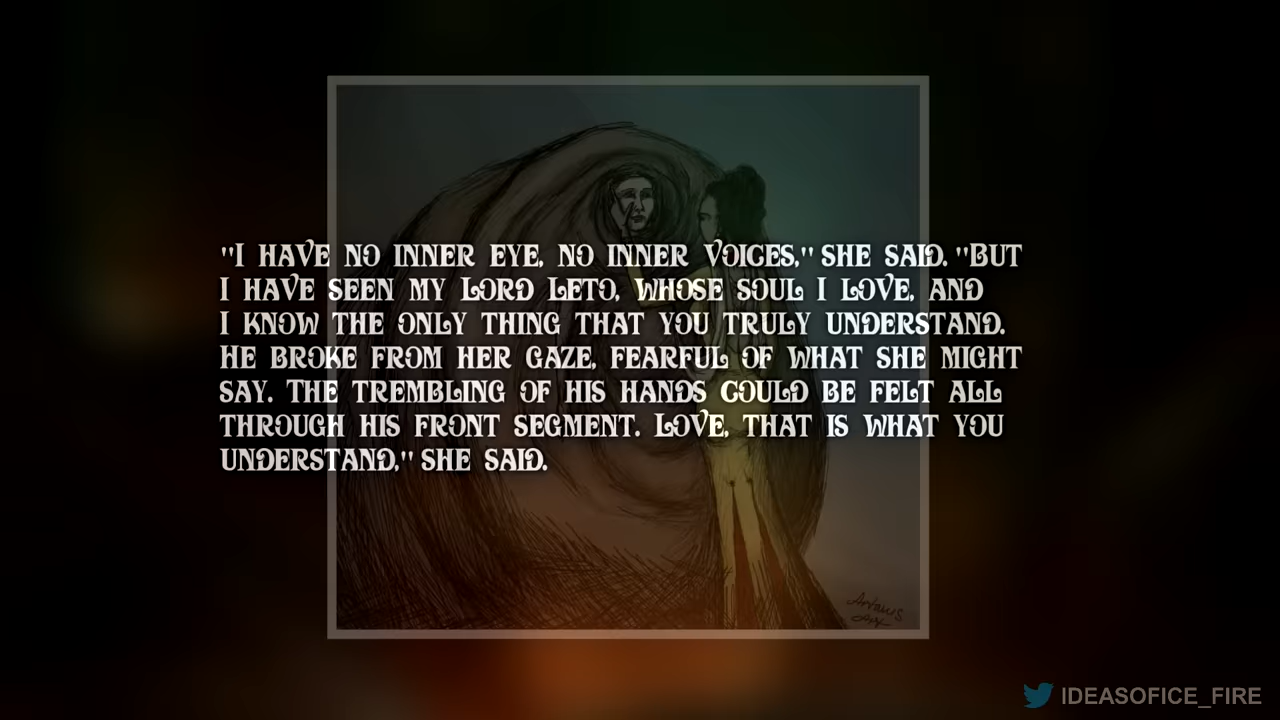 "I HAVE NO INNER EYE, NO INNER VOICES," SHE SAID. "BUT
I HAVE SEEN MY LORD LETO, WHOSE SOUL I LOVE, AND
I KNOW THE ONLY THING THAT YOU TRULY UNDERSTAND.
HE BROKE FROM HER GAZE, FEARFUL OF WHAT SHE MIGHT
SAY. THE TREMBLING OF HIS HANDS COULD BE FELT ALL
THROUGH HIS FRONT SEGMENT. LOVE, THAT IS WHAT YOU
UNDERSTAND," SHE SAID.
IDEASOFICE_FIRE